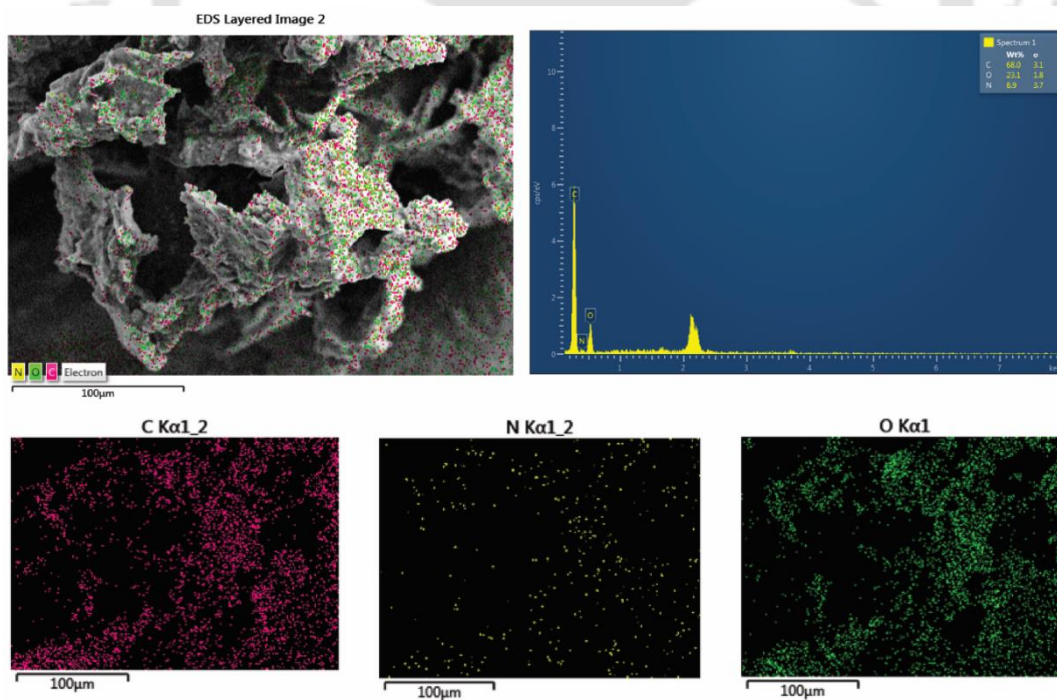 EDS Layered Image 2
N O C Electron
100μm
Spectrum 1
Wt% σ
C 68.0 3.1
O 23.1 1.8
N 8.9 3.7
10
8
6
4
2
0
cps/eV
C
N
O
1 2 3 4 5 6 7
C Kα1_2
100μm
N Kα1_2
100μm
O Kα1
100μm